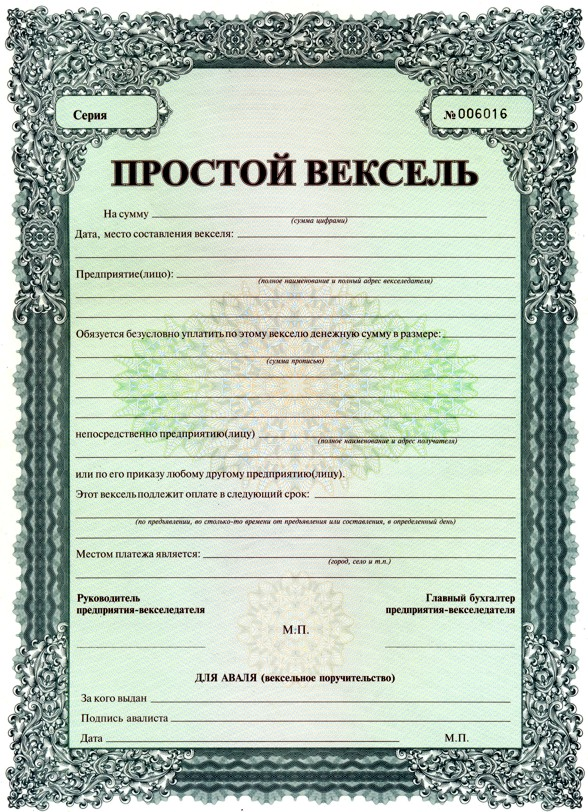 Серия
№006016
ПРОСТОЙ ВЕКСЕЛЬ
На сумму
(сумма цифрами)
Дата, место составления векселя:
Предприятие(лицо):
(полное наименование и полный адрес векселедателя)
Обязуется безусловно уплатить по этому векселю денежную сумму в размере:
(сумма прописью)
непосредственно предприятию(лицу)
(полное наименование и адрес получателя)
или по его приказу любому другому предприятию(лицу).
Этот вексель подлежит оплате в следующий срок:
(по предъявлении, во столько-то времени от предъявления или составления, в определенный день)
Местом платежа является:
(город, село и т.п.)
Руководитель
предприятия-векселедателя
Главный бухгалтер
предприятия-векселедателя
М.П.
ДЛЯ АВАЛЯ (вексельное поручительство)
За кого выдан
Подпись авалиста
Дата
М.П.